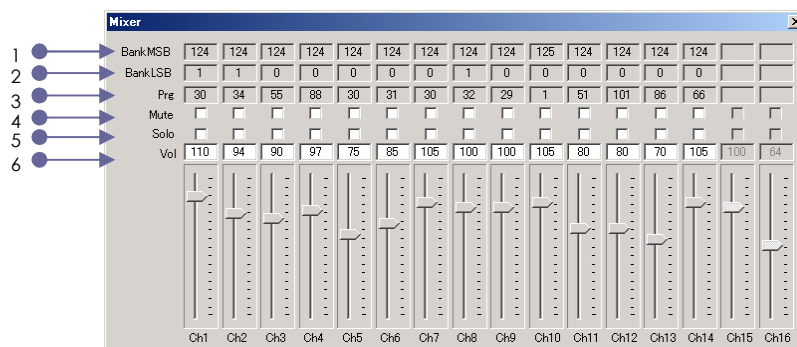 Mixer
1 BankMSB 124 124 124 124 124 124 124 124 124 125 124 124 124 124
2 BankLSB 1 1 0 0 0 0 0 1 0 0 0 0 0 0
3 Prg 30 34 55 88 30 31 30 32 29 1 51 101 86 66
4 Mute
5 Solo
6 Vol 110 94 90 97 75 85 105 100 100 105 80 80 70 105 100 64
Ch1 Ch2 Ch3 Ch4 Ch5 Ch6 Ch7 Ch8 Ch9 Ch10 Ch11 Ch12 Ch13 Ch14 Ch15 Ch16